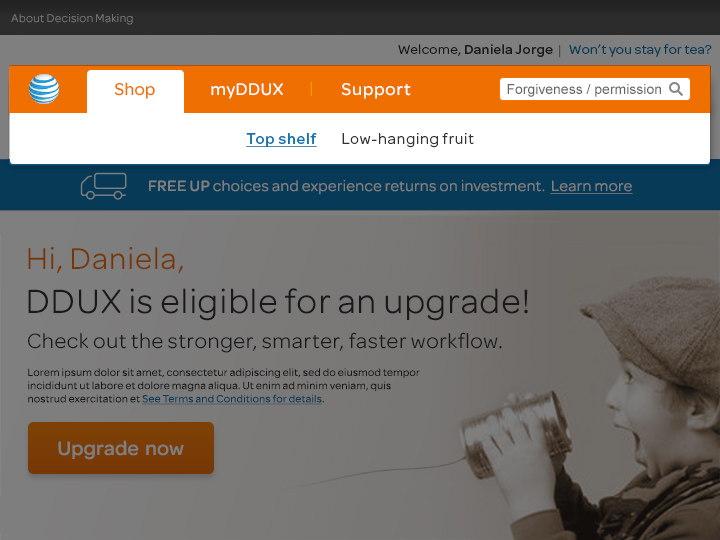 About Decision Making
Welcome, Daniela Jorge | Won't you stay for tea?
Shop myDDUX | Support Forgiveness / permission
Top shelf Low-hanging fruit
FREE UP choices and experience returns on investment. Learn more
Hi, Daniela,
DDUX is eligible for an upgrade!
Check out the stronger, smarter, faster workflow.
Lorem ipsum dolor sit amet, consectetur adipiscing elit, sed do eiusmod tempor
incididunt ut labore et dolore magna aliqua. Ut enim ad minim veniam, quis
nostrud exercitation et See Terms and Conditions for details.
Upgrade now